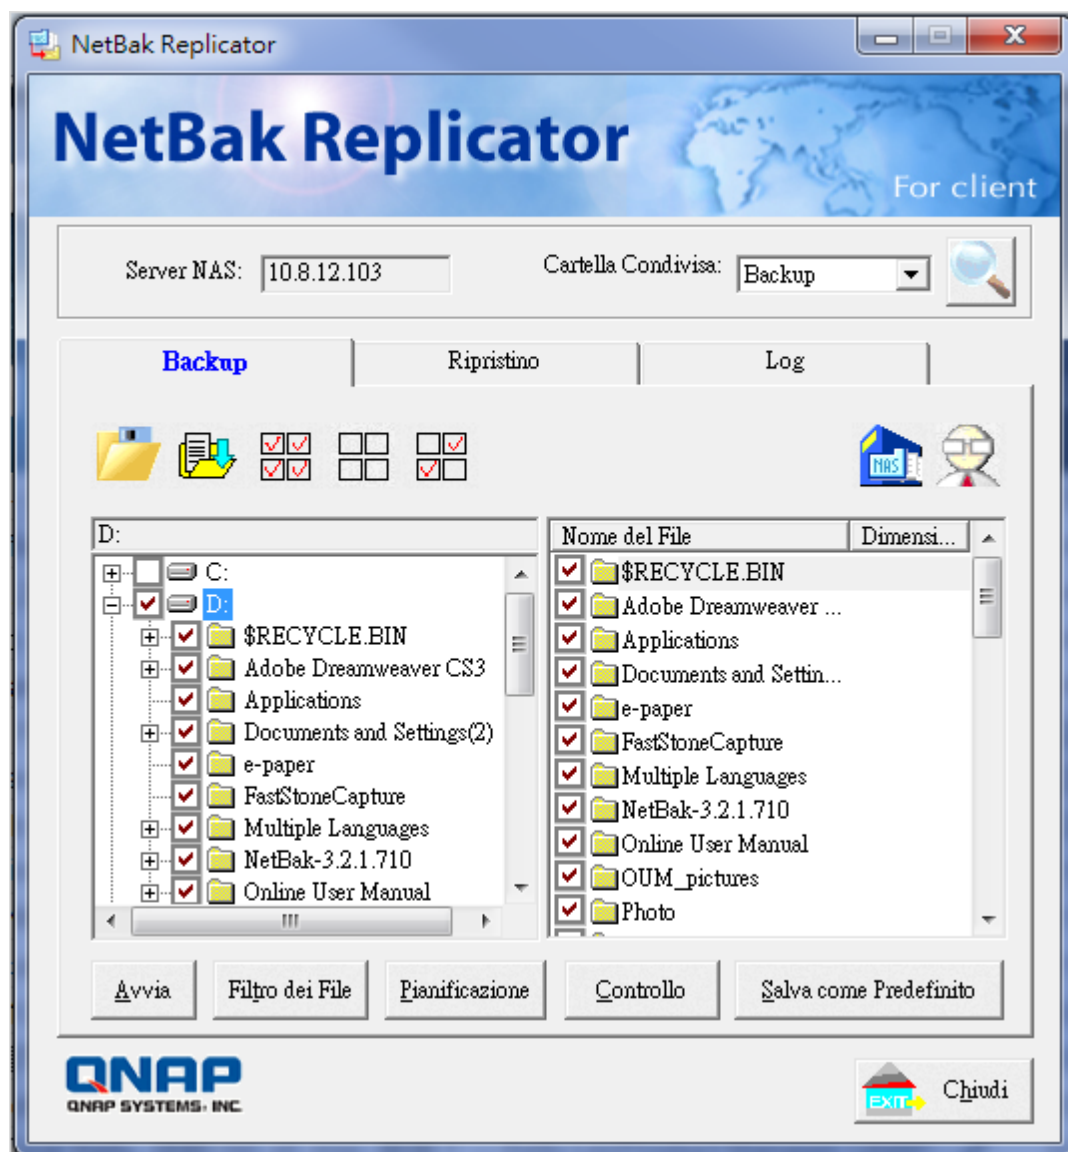 NetBak Replicator
NetBak Replicator
For client
Server NAS: 10.8.12.103 Cartella Condivisa: Backup
Backup Ripristino Log
NAS
D:
C:
D:
$RECYCLE.BIN
Adobe Dreamweaver CS3
Applications
Documents and Settings(2)
e-paper
FastStoneCapture
Multiple Languages
NetBak-3.2.1.710
Online User Manual
Nome del File Dimensi...
$RECYCLE.BIN
Adobe Dreamweaver ...
Applications
Documents and Settin...
e-paper
FastStoneCapture
Multiple Languages
NetBak-3.2.1.710
Online User Manual
OUM_pictures
Photo
Avvia Filtro dei File Pianificazione Controllo Salva come Predefinito
QNAP
QNAP SYSTEMS, INC.
EXIT Chiudi